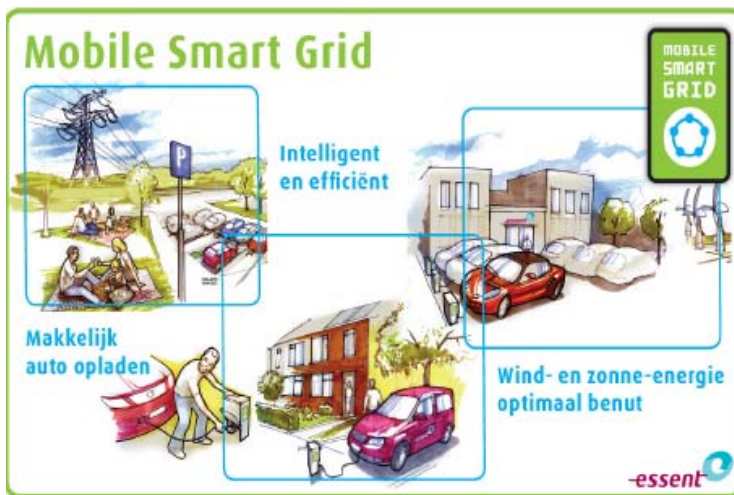 Mobile Smart Grid
MOBILE
SMART
GRID
P
Intelligent
en efficiënt
Makkelijk
auto opladen
Wind- en zonne-energie
optimaal benut
essent